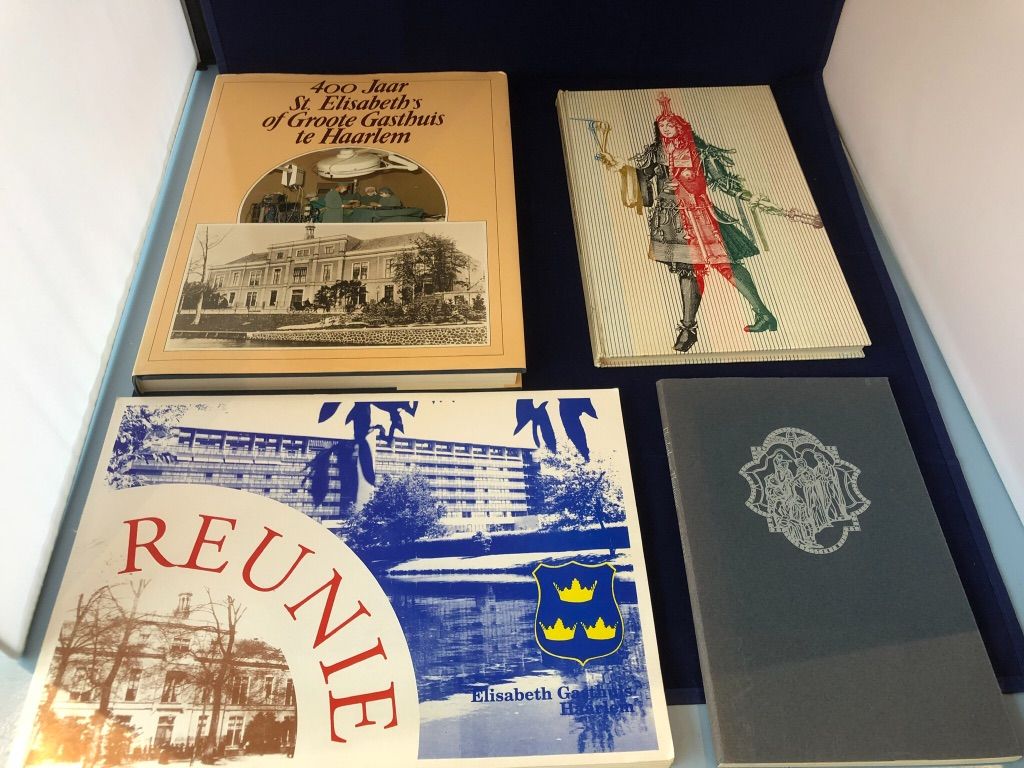 400 Jaar
St. Elisabeth's
of Groote Gasthuis
te Haarlem
REUNIE
Elisabeth Gasthuis
Haarlem